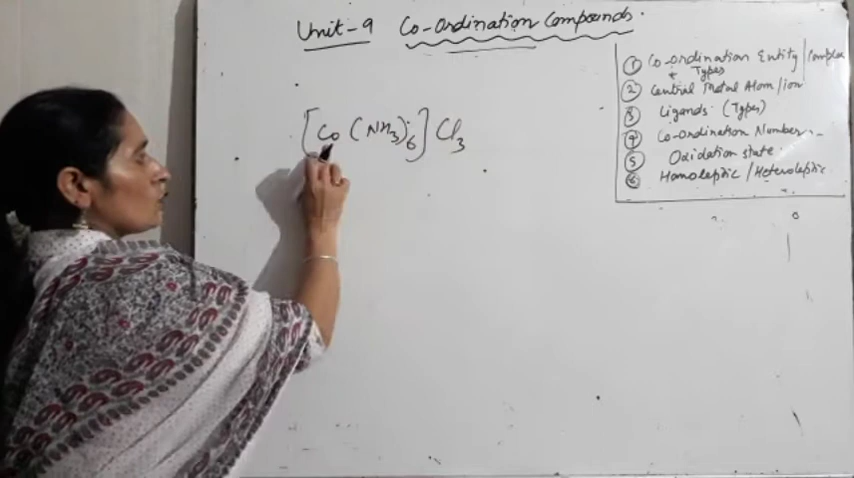 Unit-9 Co-Ordination Compounds.
[Co(NH3)6]Cl3
① Co-ordination Entity/Complex
& Types
② Central Metal Atom/ion
③ Ligands. (Types)
④ Co-ordination Number
⑤ Oxidation state.
⑥ Homoleptic/Heteroleptic